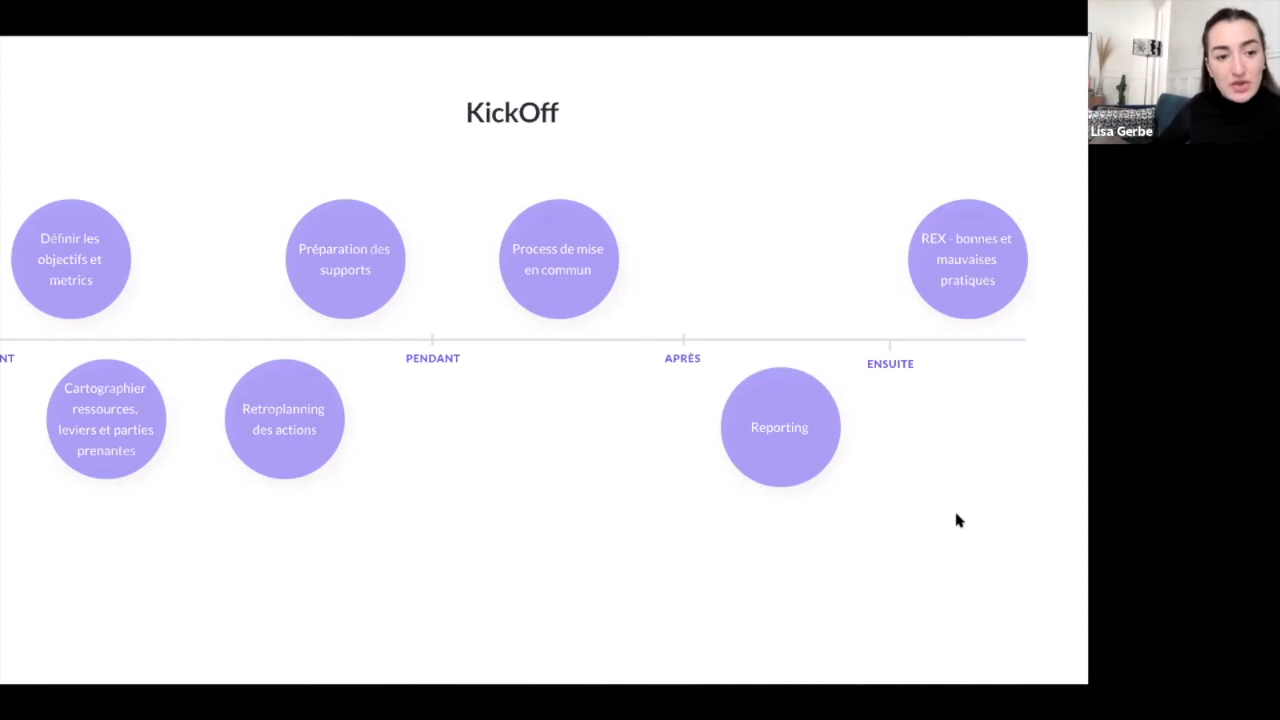 KickOff
Définir les
objectifs et
metrics
Préparation des
supports
Process de mise
en commun
REX - bonnes et
mauvaises
pratiques
NT
PENDANT
APRÈS
ENSUITE
Cartographier
ressources,
leviers et parties
prenantes
Retroplanning
des actions
Reporting
Lisa Gerbe